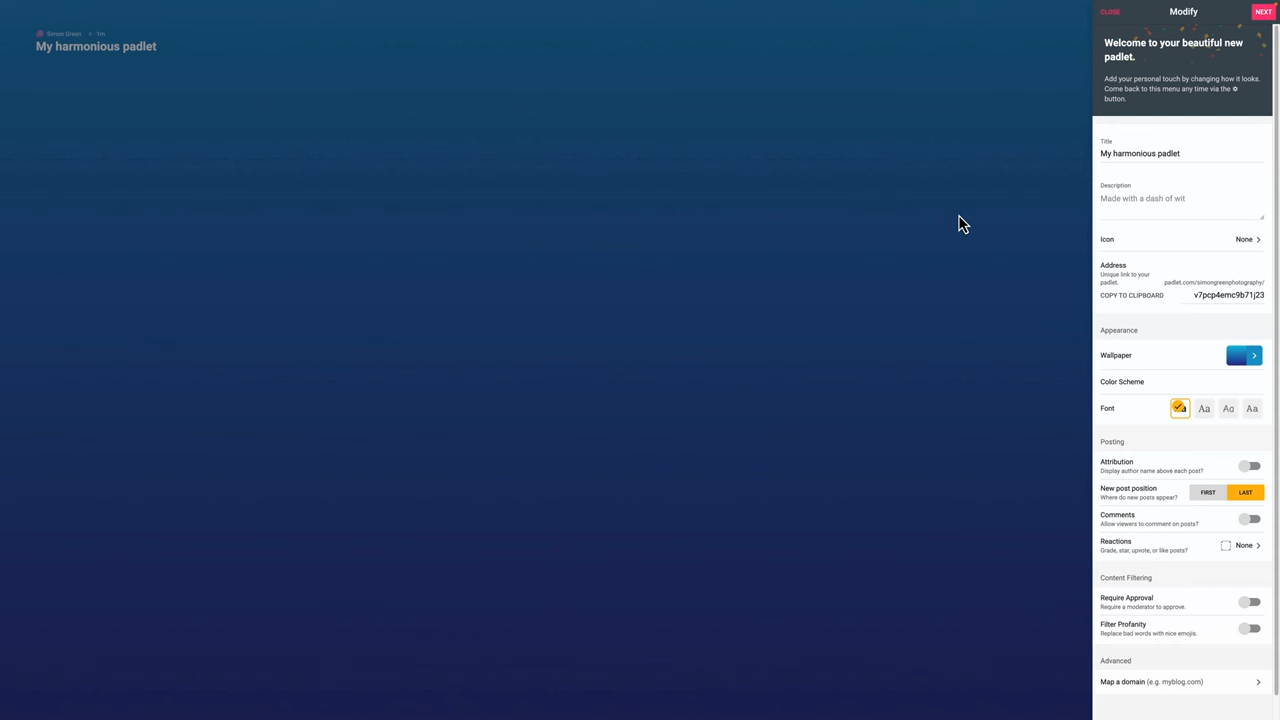 Simon Green • 1m
My harmonious padlet
CLOSE
Modify
NEXT
Welcome to your beautiful new
padlet.
Add your personal touch by changing how it looks.
Come back to this menu any time via the
button.
Title
My harmonious padlet
Description
Made with a dash of wit
Icon
None
Address
Unique link to your
padlet.
padlet.com/simongreenphotography/
COPY TO CLIPBOARD
v7pcp4emc9b71j23
Appearance
Wallpaper
Color Scheme
Font
Aa Aa Aa
Posting
Attribution
Display author name above each post?
New post position
Where do new posts appear?
FIRST
LAST
Comments
Allow viewers to comment on posts?
Reactions
Grade, star, upvote, or like posts?
None
Content Filtering
Require Approval
Require a moderator to approve.
Filter Profanity
Replace bad words with nice emojis.
Advanced
Map a domain (e.g. myblog.com)